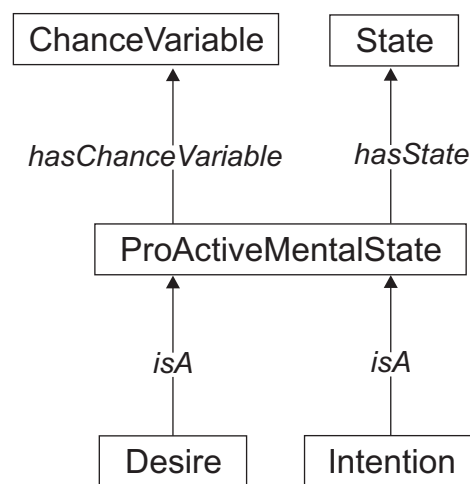 ChanceVariable
State
hasChanceVariable
hasState
ProActiveMentalState
isA
isA
Desire
Intention